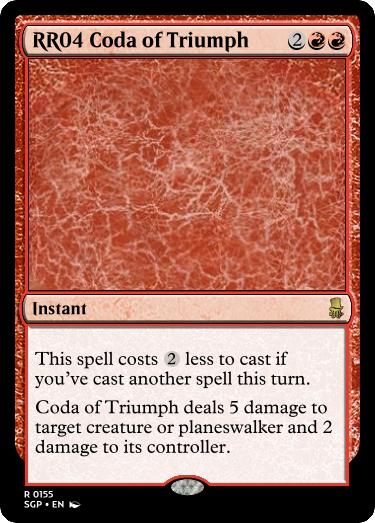 RR04 Coda of Triumph 2
Instant
This spell costs 2 less to cast if
you've cast another spell this turn.
Coda of Triumph deals 5 damage to
target creature or planeswalker and 2
damage to its controller.
R 0155
SGP • EN